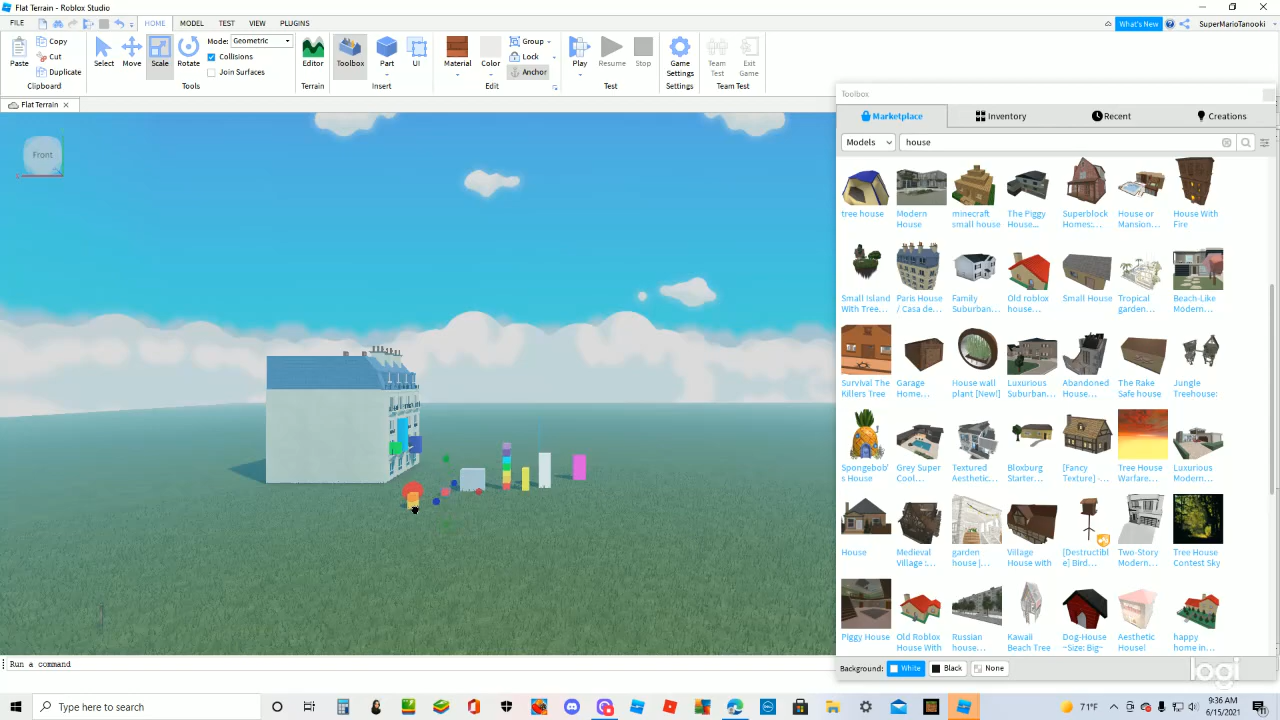 Flat Terrain - Roblox Studio
FILE HOME MODEL TEST VIEW PLUGINS What's New SuperMarioTanooki
Paste Copy Cut Duplicate Clipboard
Select Move Scale Rotate Mode: Geometric Collisions Join Surfaces Tools
Editor Terrain
Toolbox Part UI Insert
Material Color Group Lock Anchor Edit
Play Resume Stop Test
Game Settings Settings
Team Test Exit Game Team Test
Flat Terrain
Front
Toolbox
Marketplace Inventory Recent Creations
Models house
tree house
Modern House
minecraft small house
The Piggy House...
Superblock Homes:...
House or Mansion...
House With Fire
Small Island With Tree...
Paris House / Casa de...
Family Suburban...
Old roblox house...
Small House
Tropical garden...
Beach-Like Modern...
Survival The Killers Tree
Garage Home...
House wall plant [New!]
Luxurious Suburban...
Abandoned House...
The Rake Safe house
Jungle Treehouse:
Spongebob's House
Grey Super Cool...
Textured Aesthetic...
Bloxburg Starter...
[Fancy Texture] -...
Tree House Warfare...
Luxurious Modern...
House
Medieval Village :...
garden house |...
Village House with
[Destructible] Bird...
Two-Story Modern...
Tree House Contest Sky
Piggy House
Old Roblox House With
Russian house...
Kawaii Beach Tree
Dog-House ~Size: Big~
Aesthetic House!
happy home in...
Run a command
Background: White Black None
logi
Type here to search
71°F
9:36 AM
6/15/2021